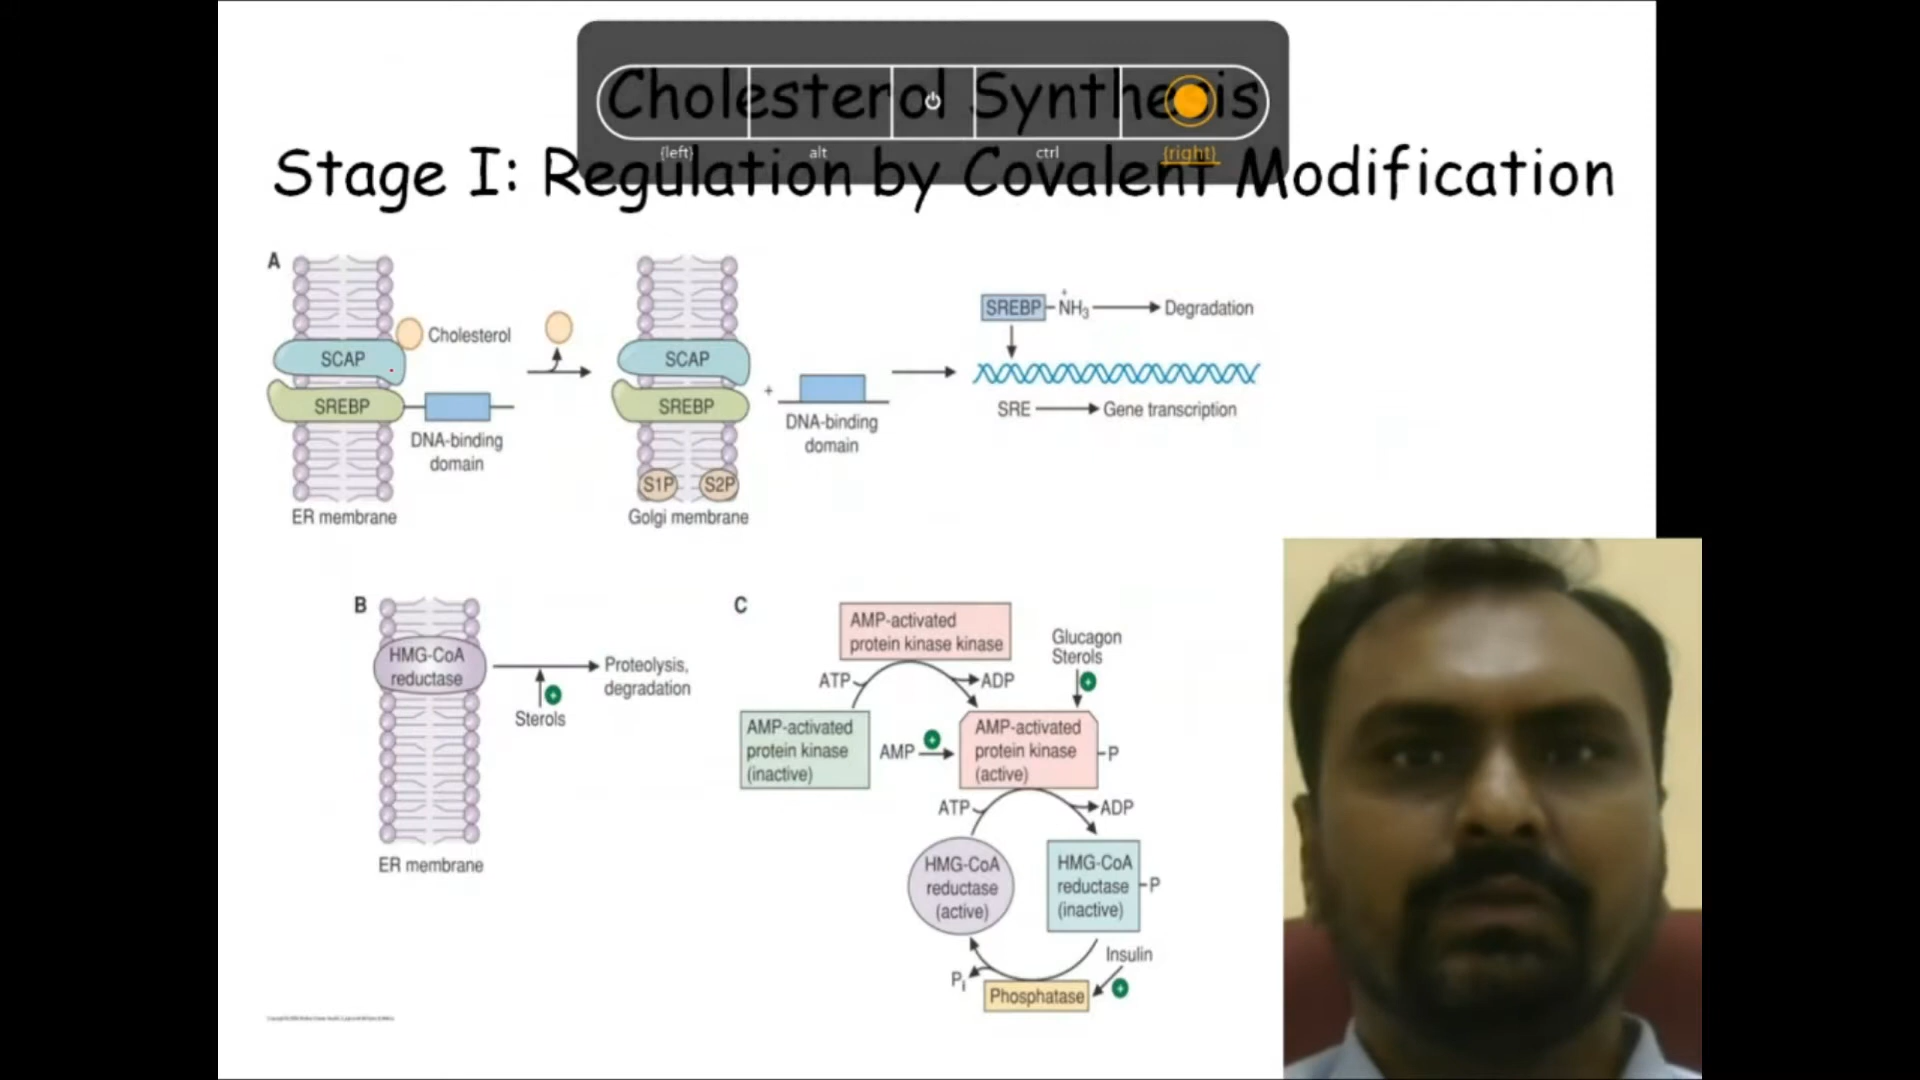 Cholesterol Synthesis
{left} alt ctrl {right}
Stage I: Regulation by Covalent Modification
A
Cholesterol
SCAP
SREBP
DNA-binding
domain
ER membrane
SCAP
SREBP
S1P S2P
Golgi membrane
+
DNA-binding
domain
SREBP - NH3+ Degradation
SRE Gene transcription
B
HMG-CoA
reductase
Sterols
+
Proteolysis,
degradation
ER membrane
C
AMP-activated
protein kinase kinase
Glucagon
Sterols
+
ATP ADP
AMP-activated
protein kinase
(inactive)
AMP
+
AMP-activated
protein kinase
(active)
-P
ATP ADP
HMG-CoA
reductase
(active)
HMG-CoA
reductase
(inactive)
-P
Insulin
+
Pi
Phosphatase